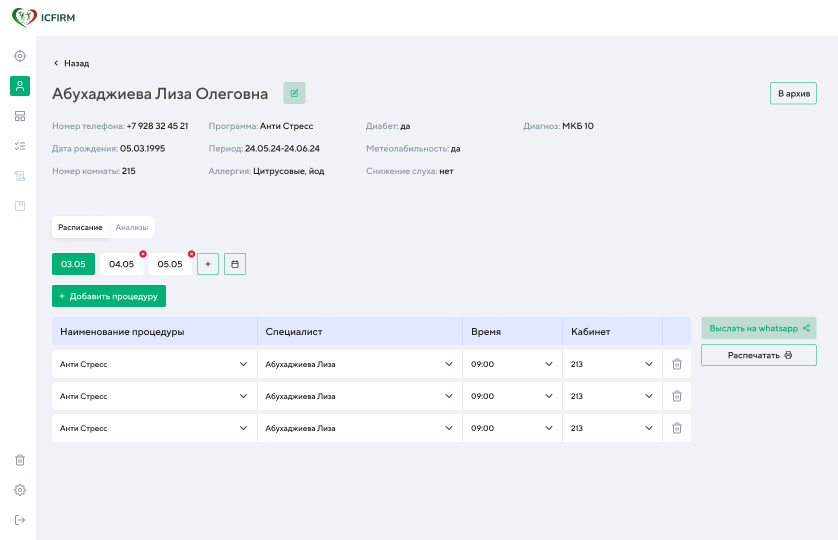 ICFIRM
Назад
Абухаджиева Лиза Олеговна
В архив
Номер телефона: +7 928 32 45 21 Программа: Анти Стресс Диабет: да Диагноз: МКБ 10
Дата рождения: 05.03.1995 Период: 24.05.24-24.06.24 Метеолабильность: да
Номер комнаты: 215 Аллергия: Цитрусовые, йод Снижение слуха: нет
Расписание Анализы
03.05 04.05 05.05 +
+ Добавить процедуру
Наименование процедуры Специалист Время Кабинет
Выслать на whatsapp
Распечатать
Анти Стресс Абухаджиева Лиза 09:00 213
Анти Стресс Абухаджиева Лиза 09:00 213
Анти Стресс Абухаджиева Лиза 09:00 213